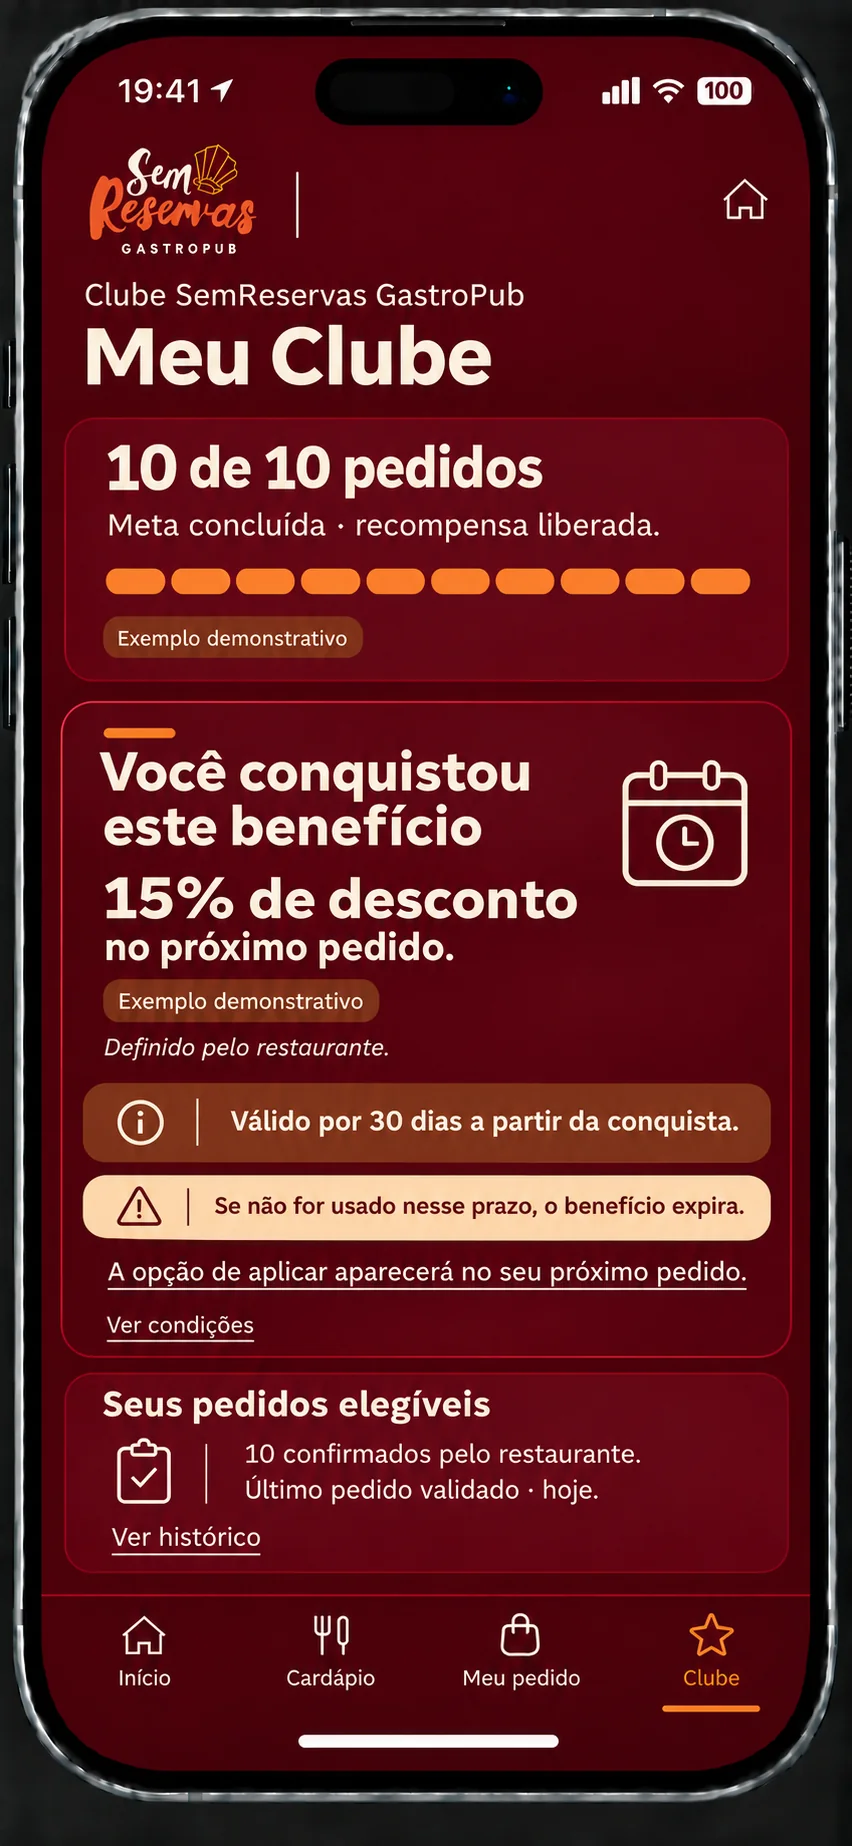 19:41
100
Sem
Reservas
GASTROPUB
Clube SemReservas GastroPub
Meu Clube
10 de 10 pedidos
Meta concluída · recompensa liberada.
Exemplo demonstrativo
Você conquistou
este benefício
15% de desconto
no próximo pedido.
Exemplo demonstrativo
Definido pelo restaurante.
Válido por 30 dias a partir da conquista.
Se não for usado nesse prazo, o benefício expira.
A opção de aplicar aparecerá no seu próximo pedido.
Ver condições
Seus pedidos elegíveis
10 confirmados pelo restaurante.
Último pedido validado · hoje.
Ver histórico
Início
Cardápio
Meu pedido
Clube